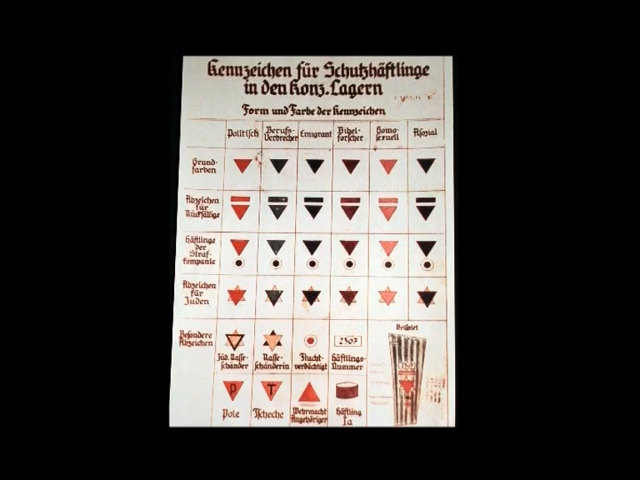 Kennzeichen für Schutzhäftlinge
in den Konz.Lagern
Form und Farbe der Kennzeichen
Politisch
Berufs-
Verbrecher
Emigrant
Bibel-
forscher
Homo-
sexuell
Asozial
Grund-
farben
Abzeichen
für
Rückfällige
Häftlinge
der
Straf-
kompanie
Abzeichen
für
Juden
Besondere
Abzeichen
Jüd. Rasse-
schänder
Rasse-
schänderin
Flucht-
verdächtigt
2307
Häftlings-
Nummer
Beispiel
P
Pole
T
Tscheche
Wehrmacht
Angehöriger
Häftling
Ia